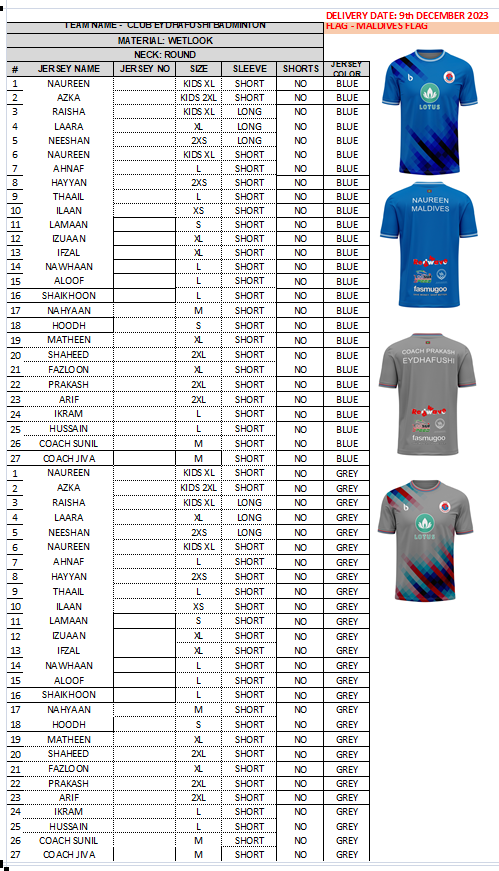 DELIVERY DATE: 9th DECEMBER 2023
TEAM NAME - CLUB EYDHAFUSHI BADMINTON
FLAG - MALDIVES FLAG
MATERIAL: WETLOOK
NECK: ROUND
# JERSEY NAME JERSEY NO SIZE SLEEVE SHORTS JERSEY COLOR
1 NAUREEN KIDS XL SHORT NO BLUE
2 AZKA KIDS 2XL SHORT NO BLUE
3 RAISHA KIDS XL LONG NO BLUE
4 LAARA XL LONG NO BLUE
5 NEESHAN 2XS LONG NO BLUE
6 NAUREEN KIDS XL SHORT NO BLUE
7 AHNAF L SHORT NO BLUE
8 HAYYAN 2XS SHORT NO BLUE
9 THAAIL L SHORT NO BLUE
10 ILAAN XS SHORT NO BLUE
11 LAMAAN S SHORT NO BLUE
12 IZUAAN XL SHORT NO BLUE
13 IFZAL XL SHORT NO BLUE
14 NAWHAAN L SHORT NO BLUE
15 ALOOF L SHORT NO BLUE
16 SHAIKHOON L SHORT NO BLUE
17 NAHYAAN M SHORT NO BLUE
18 HOODH S SHORT NO BLUE
19 MATHEEN XL SHORT NO BLUE
20 SHAHEED 2XL SHORT NO BLUE
21 FAZLOON XL SHORT NO BLUE
22 PRAKASH 2XL SHORT NO BLUE
23 ARIF 2XL SHORT NO BLUE
24 IKRAM L SHORT NO BLUE
25 HUSSAIN L SHORT NO BLUE
26 COACH SUNIL M SHORT NO BLUE
27 COACH JIVA M SHORT NO BLUE
1 NAUREEN KIDS XL SHORT NO GREY
2 AZKA KIDS 2XL SHORT NO GREY
3 RAISHA KIDS XL LONG NO GREY
4 LAARA XL LONG NO GREY
5 NEESHAN 2XS LONG NO GREY
6 NAUREEN KIDS XL SHORT NO GREY
7 AHNAF L SHORT NO GREY
8 HAYYAN 2XS SHORT NO GREY
9 THAAIL L SHORT NO GREY
10 ILAAN XS SHORT NO GREY
11 LAMAAN S SHORT NO GREY
12 IZUAAN XL SHORT NO GREY
13 IFZAL XL SHORT NO GREY
14 NAWHAAN L SHORT NO GREY
15 ALOOF L SHORT NO GREY
16 SHAIKHOON L SHORT NO GREY
17 NAHYAAN M SHORT NO GREY
18 HOODH S SHORT NO GREY
19 MATHEEN XL SHORT NO GREY
20 SHAHEED 2XL SHORT NO GREY
21 FAZLOON XL SHORT NO GREY
22 PRAKASH 2XL SHORT NO GREY
23 ARIF 2XL SHORT NO GREY
24 IKRAM L SHORT NO GREY
25 HUSSAIN L SHORT NO GREY
26 COACH SUNIL M SHORT NO GREY
27 COACH JIVA M SHORT NO GREY
LOTUS
NAUREEN
MALDIVES
fasmugoo
COACH PRAKASH
EYDHAFUSHI
fasmugoo
LOTUS